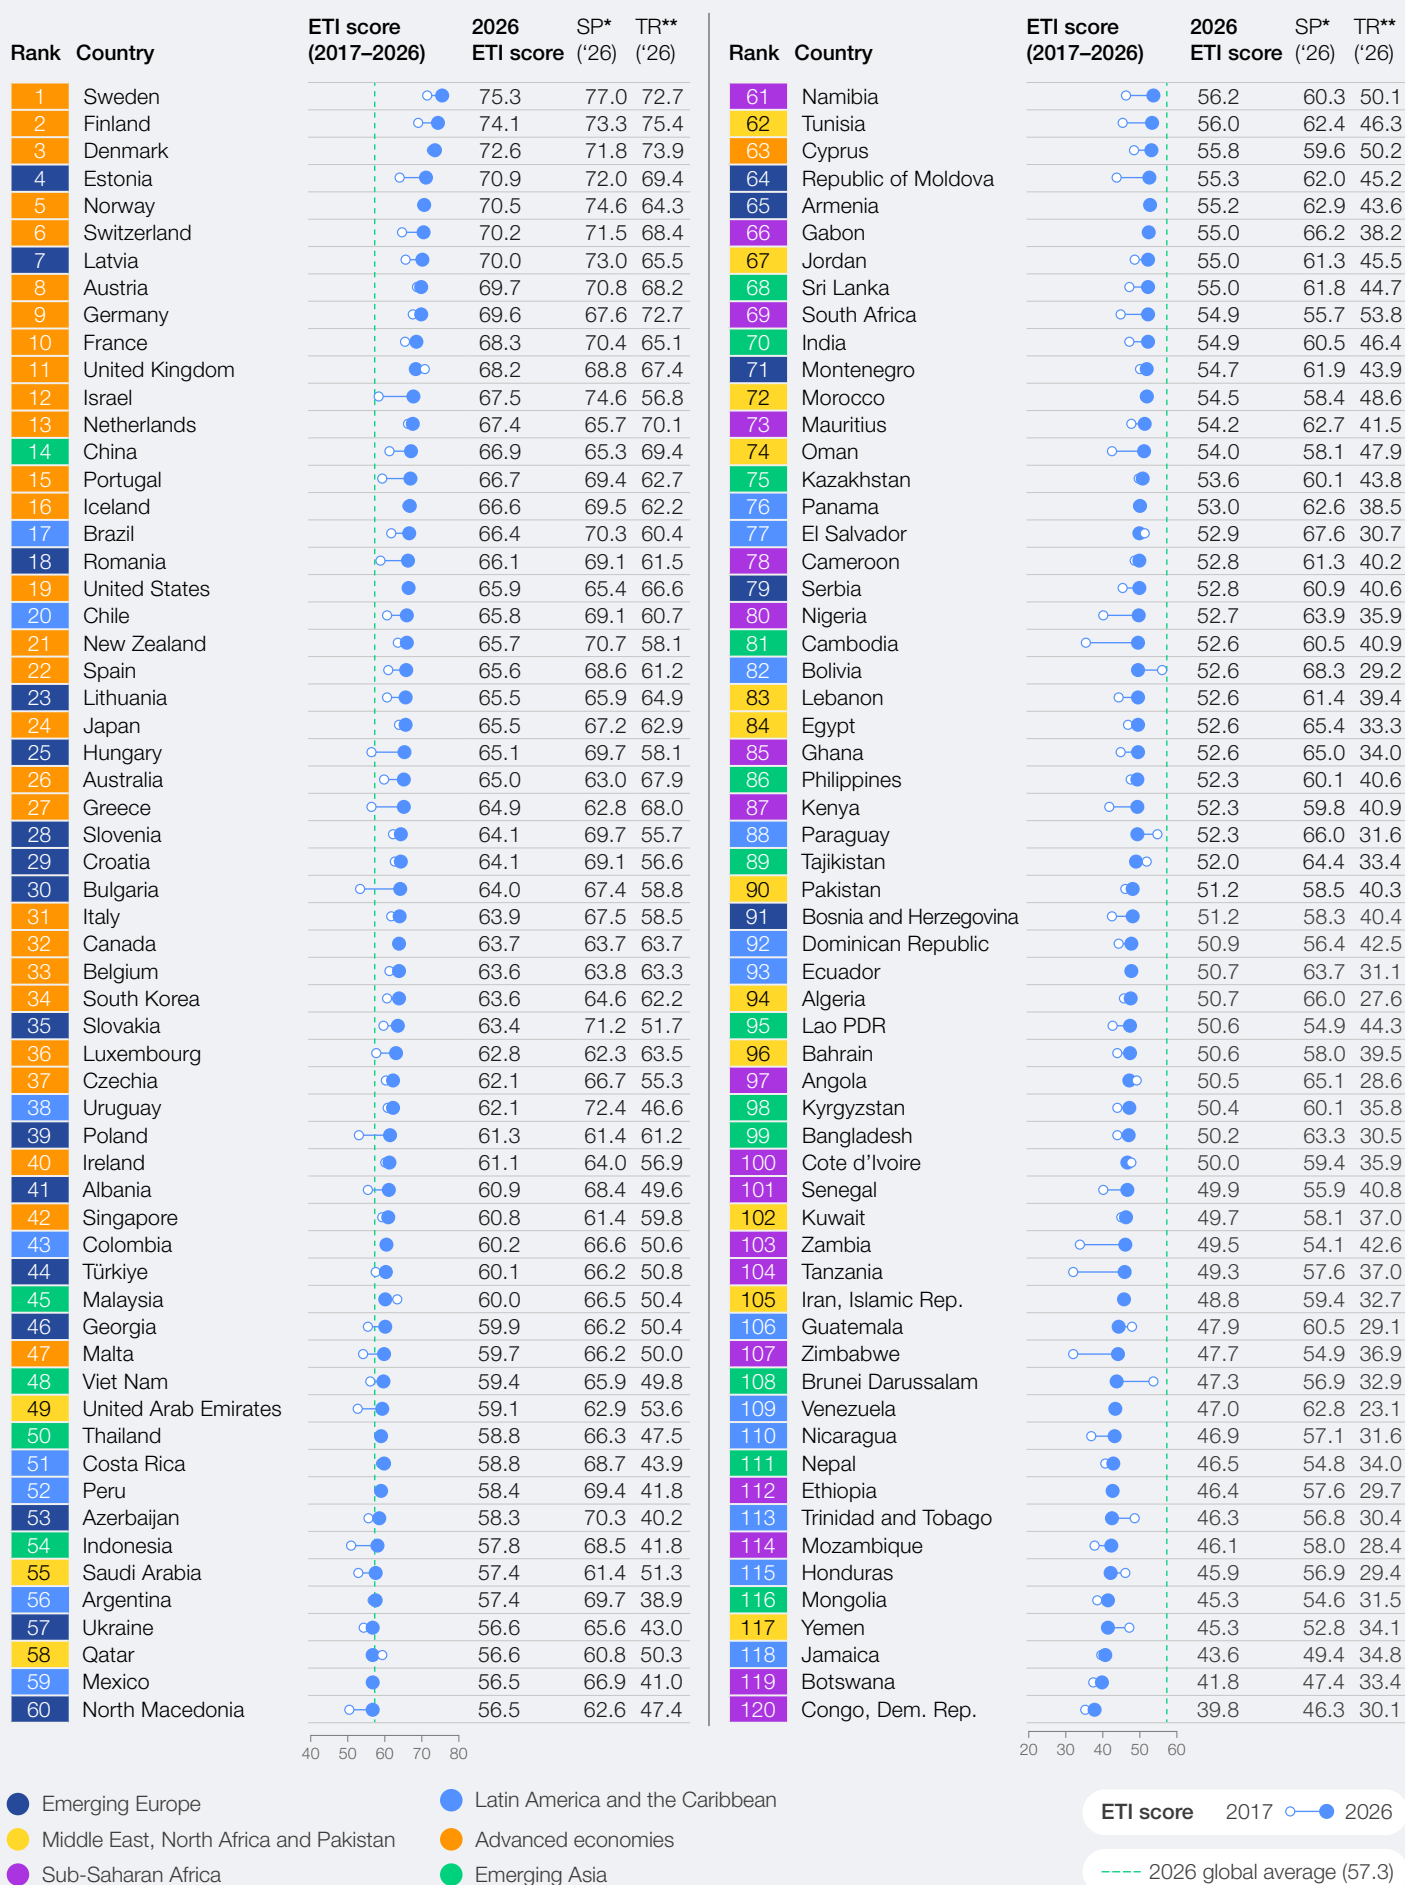 ETI score 2026 SP* TR**
Rank Country (2017–2026) ETI score (‘26) (‘26)
1 Sweden 75.3 77.0 72.7
2 Finland 74.1 73.3 75.4
3 Denmark 72.6 71.8 73.9
4 Estonia 70.9 72.0 69.4
5 Norway 70.5 74.6 64.3
6 Switzerland 70.2 71.5 68.4
7 Latvia 70.0 73.0 65.5
8 Austria 69.7 70.8 68.2
9 Germany 69.6 67.6 72.7
10 France 68.3 70.4 65.1
11 United Kingdom 68.2 68.8 67.4
12 Israel 67.5 74.6 56.8
13 Netherlands 67.4 65.7 70.1
14 China 66.9 65.3 69.4
15 Portugal 66.7 69.4 62.7
16 Iceland 66.6 69.5 62.2
17 Brazil 66.4 70.3 60.4
18 Romania 66.1 69.1 61.5
19 United States 65.9 65.4 66.6
20 Chile 65.8 69.1 60.7
21 New Zealand 65.7 70.7 58.1
22 Spain 65.6 68.6 61.2
23 Lithuania 65.5 65.9 64.9
24 Japan 65.5 67.2 62.9
25 Hungary 65.1 69.7 58.1
26 Australia 65.0 63.0 67.9
27 Greece 64.9 62.8 68.0
28 Slovenia 64.1 69.7 55.7
29 Croatia 64.1 69.1 56.6
30 Bulgaria 64.0 67.4 58.8
31 Italy 63.9 67.5 58.5
32 Canada 63.7 63.7 63.7
33 Belgium 63.6 63.8 63.3
34 South Korea 63.6 64.6 62.2
35 Slovakia 63.4 71.2 51.7
36 Luxembourg 62.8 62.3 63.5
37 Czechia 62.1 66.7 55.3
38 Uruguay 62.1 72.4 46.6
39 Poland 61.3 61.4 61.2
40 Ireland 61.1 64.0 56.9
41 Albania 60.9 68.4 49.6
42 Singapore 60.8 61.4 59.8
43 Colombia 60.2 66.6 50.6
44 Türkiye 60.1 66.2 50.8
45 Malaysia 60.0 66.5 50.4
46 Georgia 59.9 66.2 50.4
47 Malta 59.7 66.2 50.0
48 Viet Nam 59.4 65.9 49.8
49 United Arab Emirates 59.1 62.9 53.6
50 Thailand 58.8 66.3 47.5
51 Costa Rica 58.8 68.7 43.9
52 Peru 58.4 69.4 41.8
53 Azerbaijan 58.3 70.3 40.2
54 Indonesia 57.8 68.5 41.8
55 Saudi Arabia 57.4 61.4 51.3
56 Argentina 57.4 69.7 38.9
57 Ukraine 56.6 65.6 43.0
58 Qatar 56.6 60.8 50.3
59 Mexico 56.5 66.9 41.0
60 North Macedonia 56.5 62.6 47.4
40 50 60 70 80
ETI score 2026 SP* TR**
Rank Country (2017–2026) ETI score (‘26) (‘26)
61 Namibia 56.2 60.3 50.1
62 Tunisia 56.0 62.4 46.3
63 Cyprus 55.8 59.6 50.2
64 Republic of Moldova 55.3 62.0 45.2
65 Armenia 55.2 62.9 43.6
66 Gabon 55.0 66.2 38.2
67 Jordan 55.0 61.3 45.5
68 Sri Lanka 55.0 61.8 44.7
69 South Africa 54.9 55.7 53.8
70 India 54.9 60.5 46.4
71 Montenegro 54.7 61.9 43.9
72 Morocco 54.5 58.4 48.6
73 Mauritius 54.2 62.7 41.5
74 Oman 54.0 58.1 47.9
75 Kazakhstan 53.6 60.1 43.8
76 Panama 53.0 62.6 38.5
77 El Salvador 52.9 67.6 30.7
78 Cameroon 52.8 61.3 40.2
79 Serbia 52.8 60.9 40.6
80 Nigeria 52.7 63.9 35.9
81 Cambodia 52.6 60.5 40.9
82 Bolivia 52.6 68.3 29.2
83 Lebanon 52.6 61.4 39.4
84 Egypt 52.6 65.4 33.3
85 Ghana 52.6 65.0 34.0
86 Philippines 52.3 60.1 40.6
87 Kenya 52.3 59.8 40.9
88 Paraguay 52.3 66.0 31.6
89 Tajikistan 52.0 64.4 33.4
90 Pakistan 51.2 58.5 40.3
91 Bosnia and Herzegovina 51.2 58.3 40.4
92 Dominican Republic 50.9 56.4 42.5
93 Ecuador 50.7 63.7 31.1
94 Algeria 50.7 66.0 27.6
95 Lao PDR 50.6 54.9 44.3
96 Bahrain 50.6 58.0 39.5
97 Angola 50.5 65.1 28.6
98 Kyrgyzstan 50.4 60.1 35.8
99 Bangladesh 50.2 63.3 30.5
100 Cote d’Ivoire 50.0 59.4 35.9
101 Senegal 49.9 55.9 40.8
102 Kuwait 49.7 58.1 37.0
103 Zambia 49.5 54.1 42.6
104 Tanzania 49.3 57.6 37.0
105 Iran, Islamic Rep. 48.8 59.4 32.7
106 Guatemala 47.9 60.5 29.1
107 Zimbabwe 47.7 54.9 36.9
108 Brunei Darussalam 47.3 56.9 32.9
109 Venezuela 47.0 62.8 23.1
110 Nicaragua 46.9 57.1 31.6
111 Nepal 46.5 54.8 34.0
112 Ethiopia 46.4 57.6 29.7
113 Trinidad and Tobago 46.3 56.8 30.4
114 Mozambique 46.1 58.0 28.4
115 Honduras 45.9 56.9 29.4
116 Mongolia 45.3 54.6 31.5
117 Yemen 45.3 52.8 34.1
118 Jamaica 43.6 49.4 34.8
119 Botswana 41.8 47.4 33.4
120 Congo, Dem. Rep. 39.8 46.3 30.1
20 30 40 50 60
Emerging Europe
Middle East, North Africa and Pakistan
Sub-Saharan Africa
Latin America and the Caribbean
Advanced economies
Emerging Asia
ETI score 2017 2026
2026 global average (57.3)